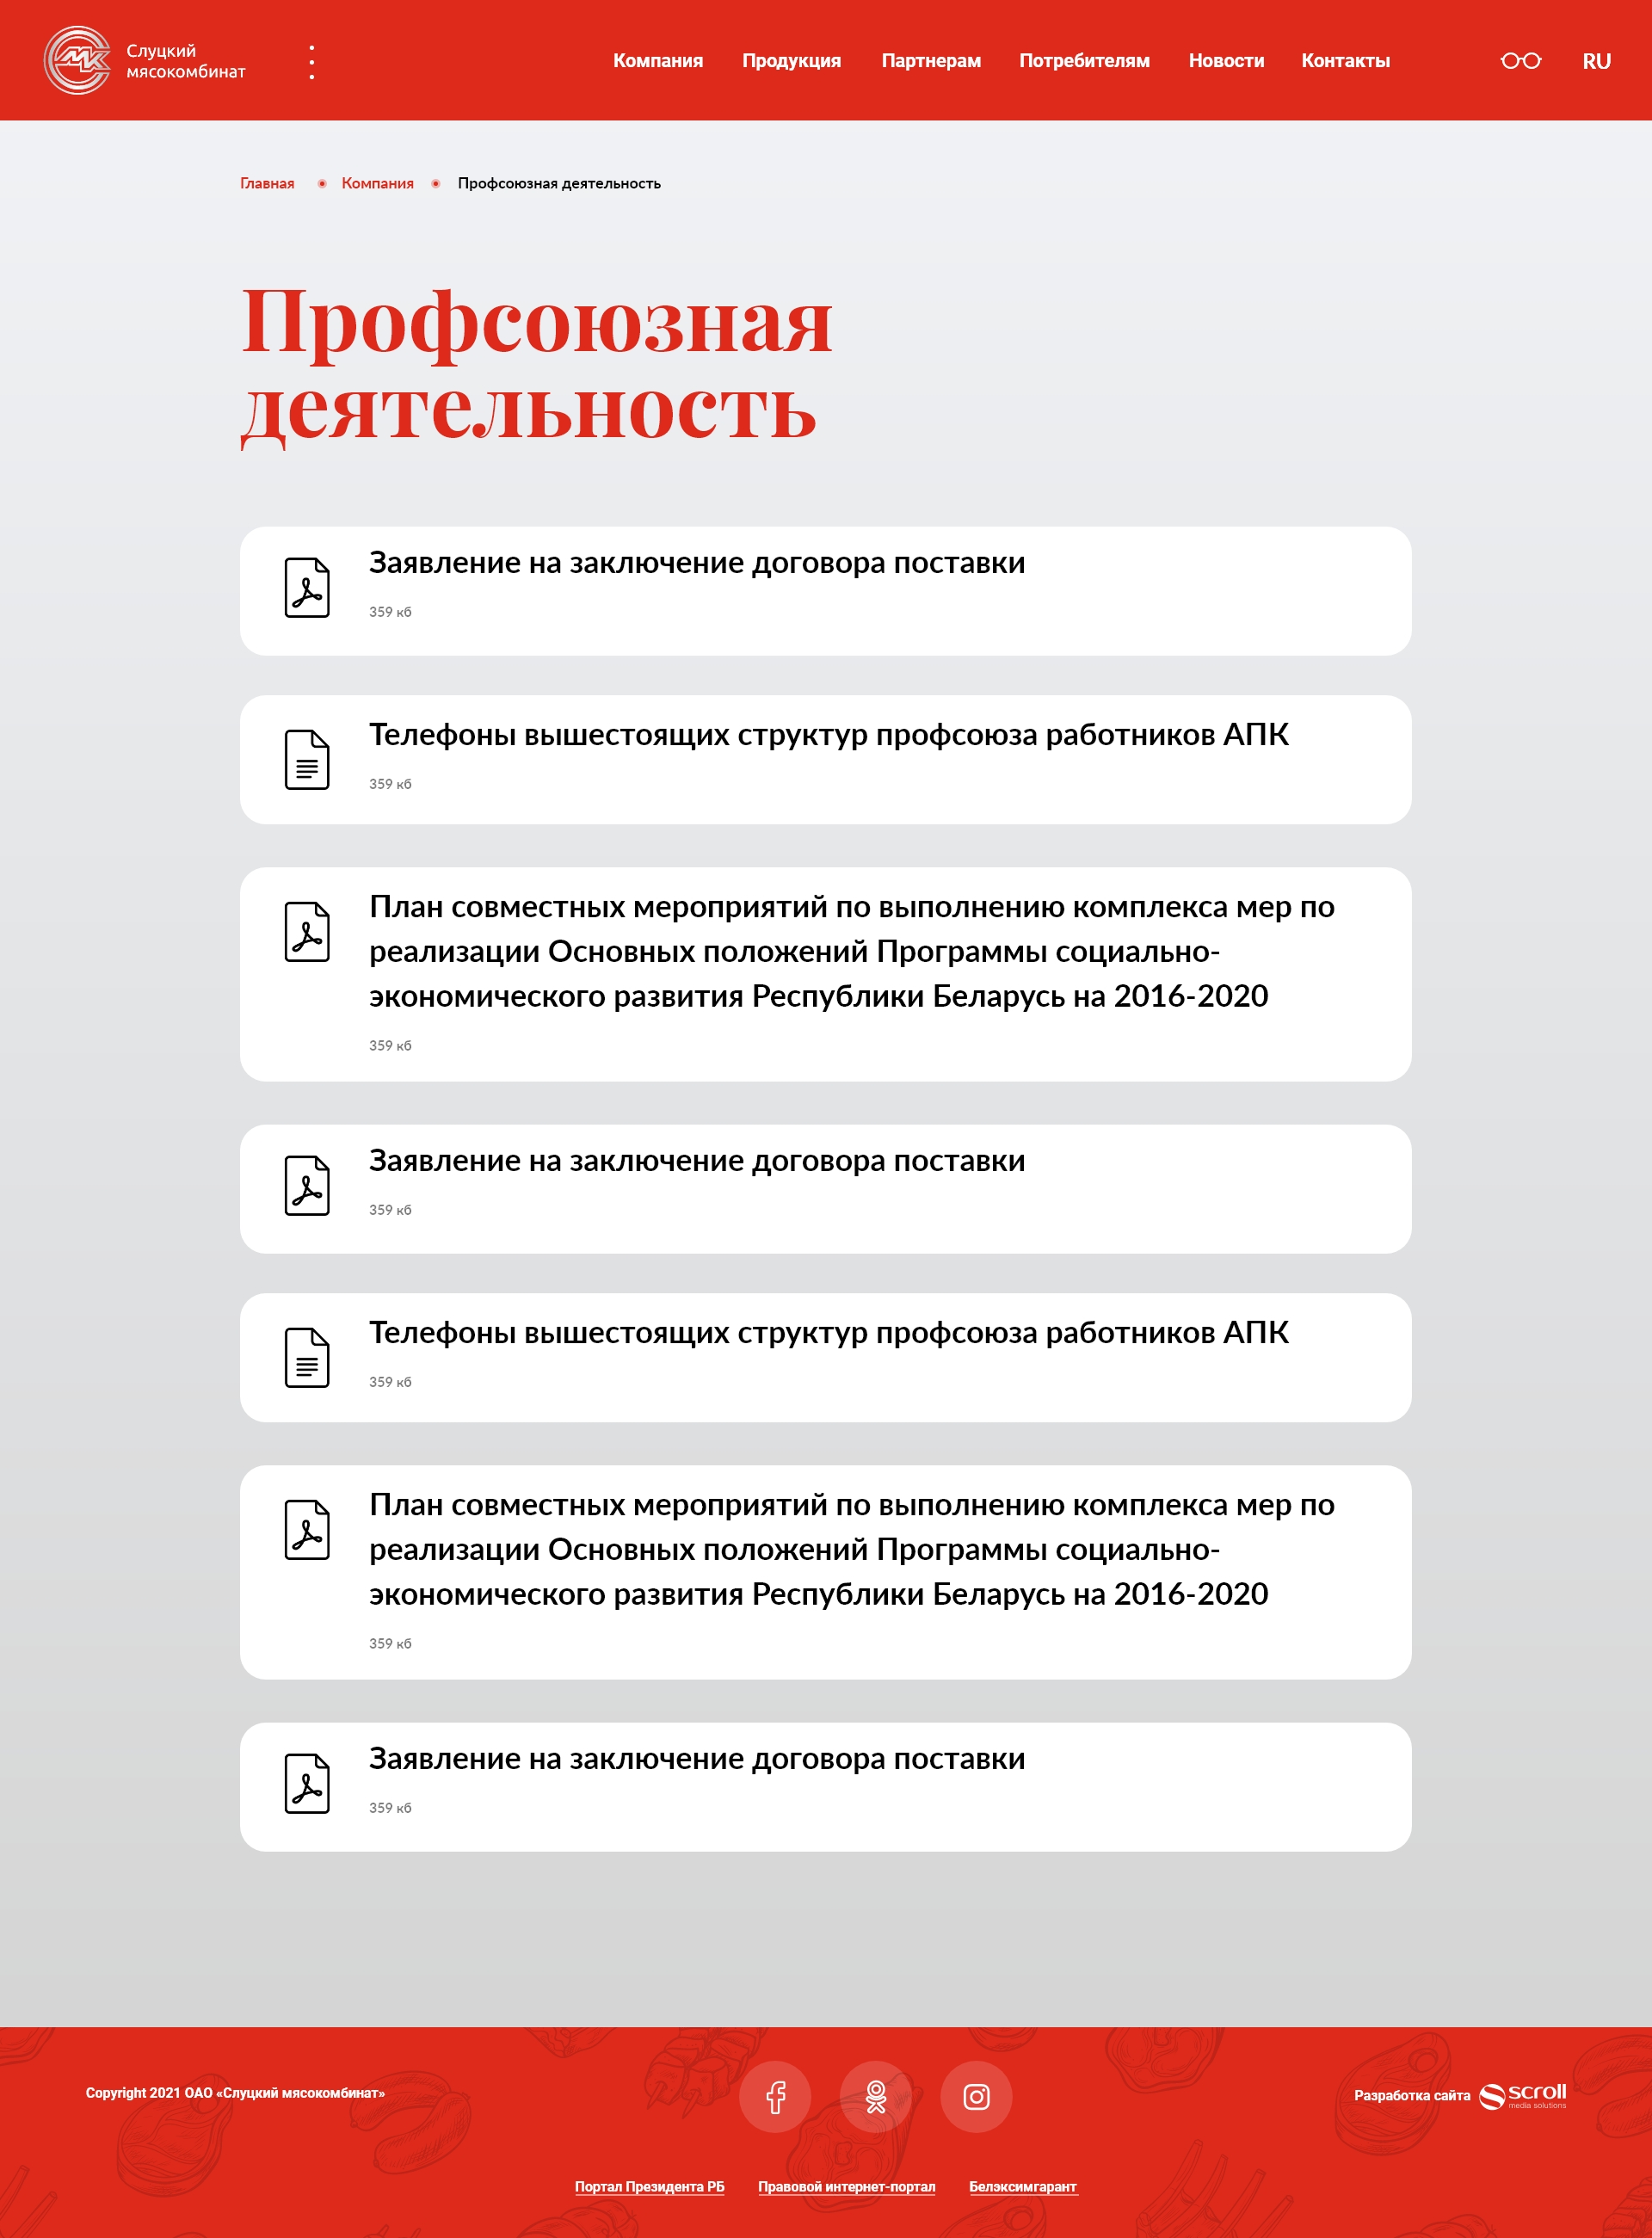 Слуцкий
мясокомбинат
Компания Продукция Партнерам Потребителям Новости Контакты RU
Главная Компания Профсоюзная деятельность
Профсоюзная
деятельность
Заявление на заключение договора поставки
359 кб
Телефоны вышестоящих структур профсоюза работников АПК
359 кб
План совместных мероприятий по выполнению комплекса мер по
реализации Основных положений Программы социально-
экономического развития Республики Беларусь на 2016-2020
359 кб
Заявление на заключение договора поставки
359 кб
Телефоны вышестоящих структур профсоюза работников АПК
359 кб
План совместных мероприятий по выполнению комплекса мер по
реализации Основных положений Программы социально-
экономического развития Республики Беларусь на 2016-2020
359 кб
Заявление на заключение договора поставки
359 кб
Copyright 2021 ОАО «Слуцкий мясокомбинат»
Разработка сайта scroll
media solutions
Портал Президента РБ Правовой интернет-портал Белэксимгарант